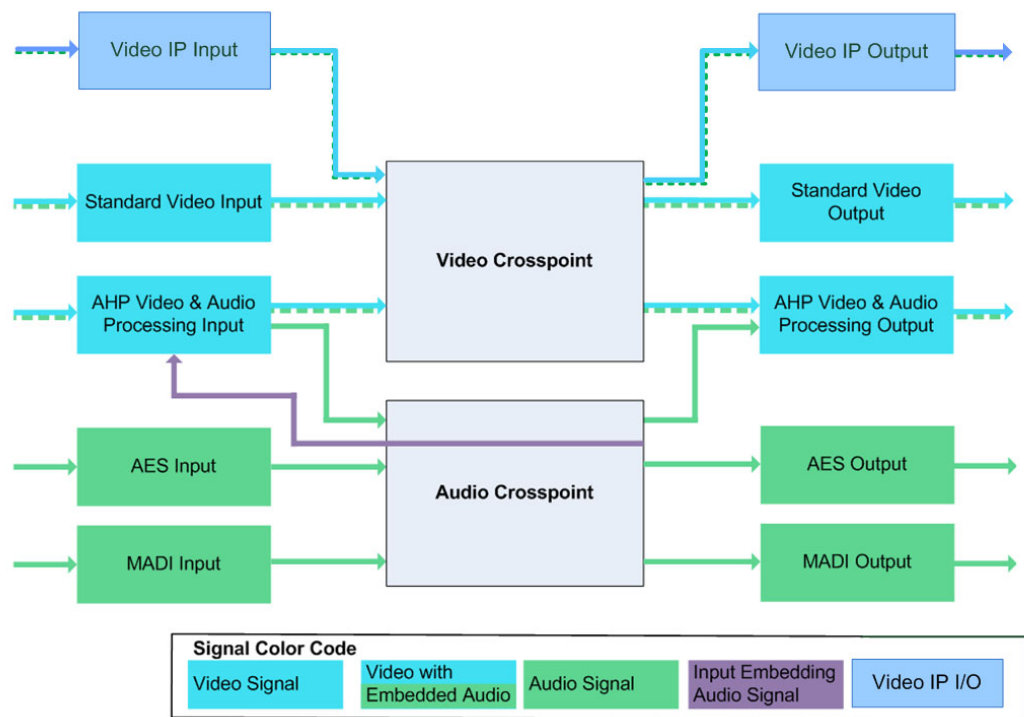 Video IP Input
Video IP Output
Standard Video Input
Standard Video
Output
Video Crosspoint
AHP Video & Audio
Processing Input
AHP Video & Audio
Processing Output
AES Input
AES Output
Audio Crosspoint
MADI Input
MADI Output
Signal Color Code
Video Signal
Video with
Embedded Audio
Audio Signal
Input Embedding
Audio Signal
Video IP I/O